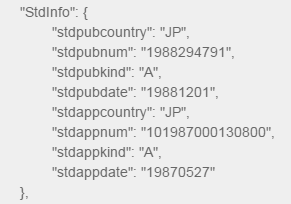 "StdInfo": {
"stdpubcountry": "JP",
"stdpubnum": "1988294791",
"stdpubkind": "A",
"stdpubdate": "19881201",
"stdappcountry": "JP",
"stdappnum": "101987000130800",
"stdappkind": "A",
"stdappdate": "19870527"
},